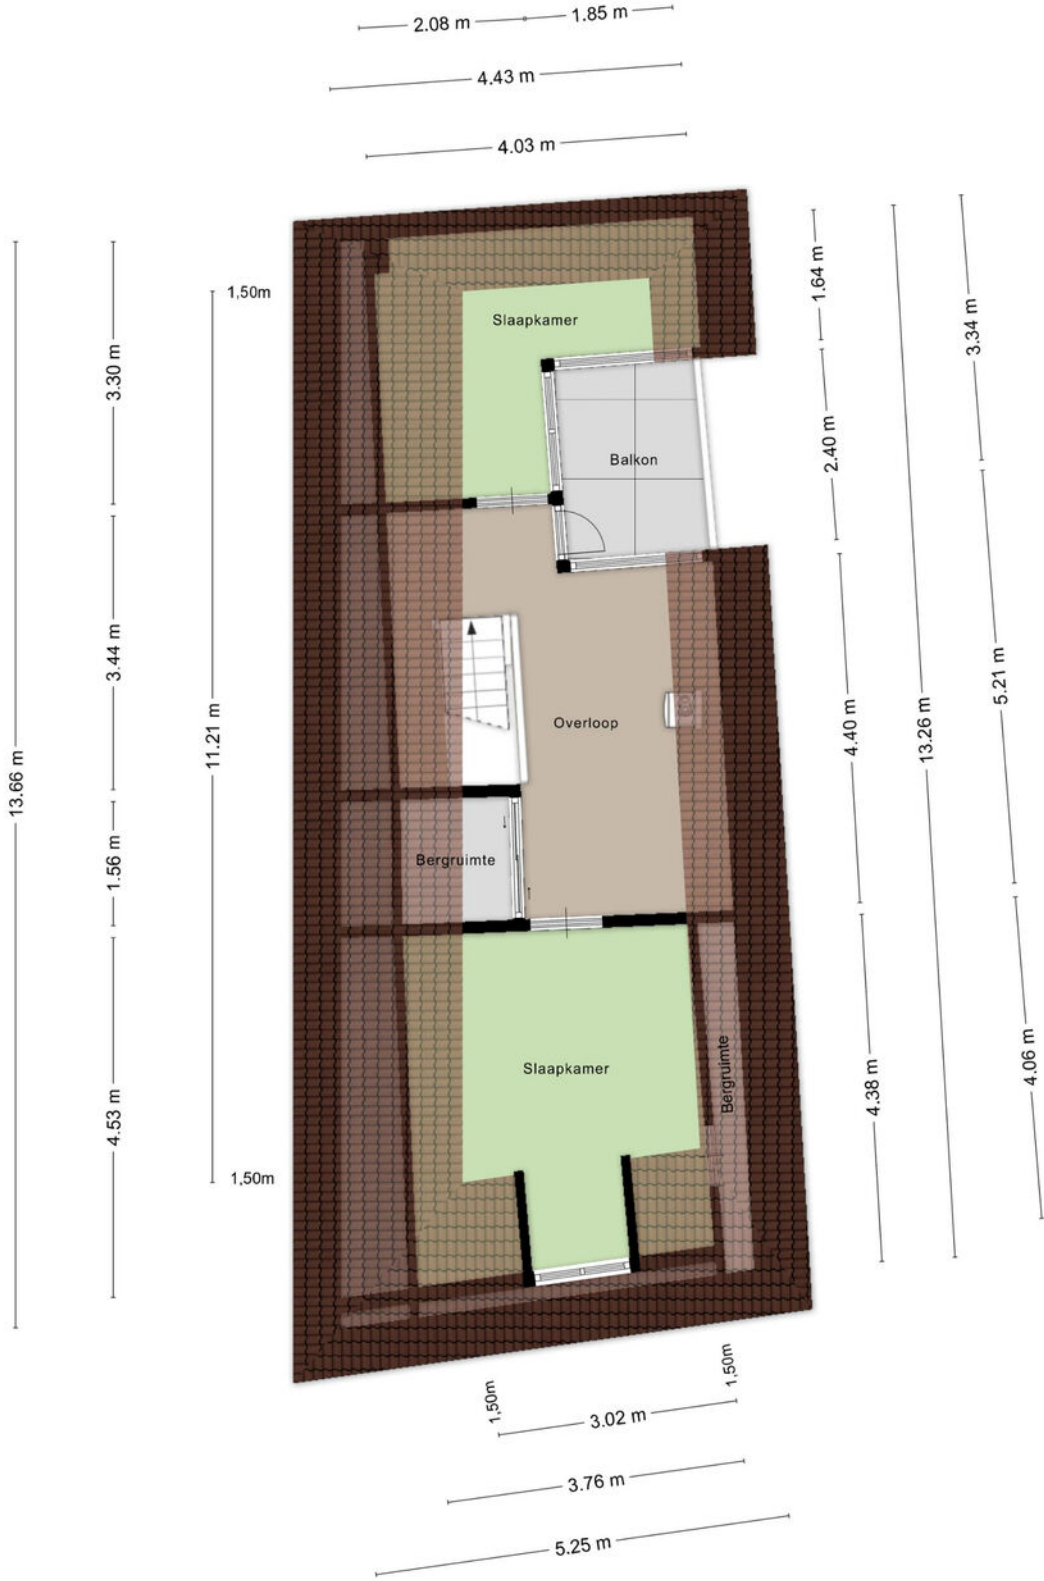 2.08 m
1.85 m
4.43 m
4.03 m
1,50m
1.64 m
3.34 m
Slaapkamer
3.30 m
2.40 m
Balkon
3.44 m
5.21 m
11.21 m
4.40 m
13.26 m
Overloop
13.66 m
1.56 m
Bergruimte
Slaapkamer
Bergruimte
4.06 m
4.38 m
4.53 m
1,50m
1,50m
1,50m
3.02 m
3.76 m
5.25 m